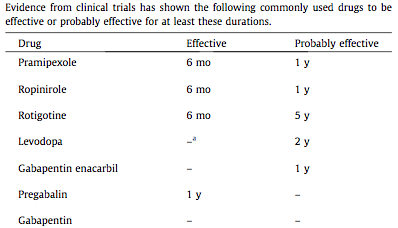 Evidence from clinical trials has shown the following commonly used drugs to be
effective or probably effective for at least these durations.
Drug Effective Probably effective
Pramipexole 6 mo 1 y
Ropinirole 6 mo 1 y
Rotigotine 6 mo 5 y
Levodopa –a 2 y
Gabapentin enacarbil – 1 y
Pregabalin 1 y –
Gabapentin – –